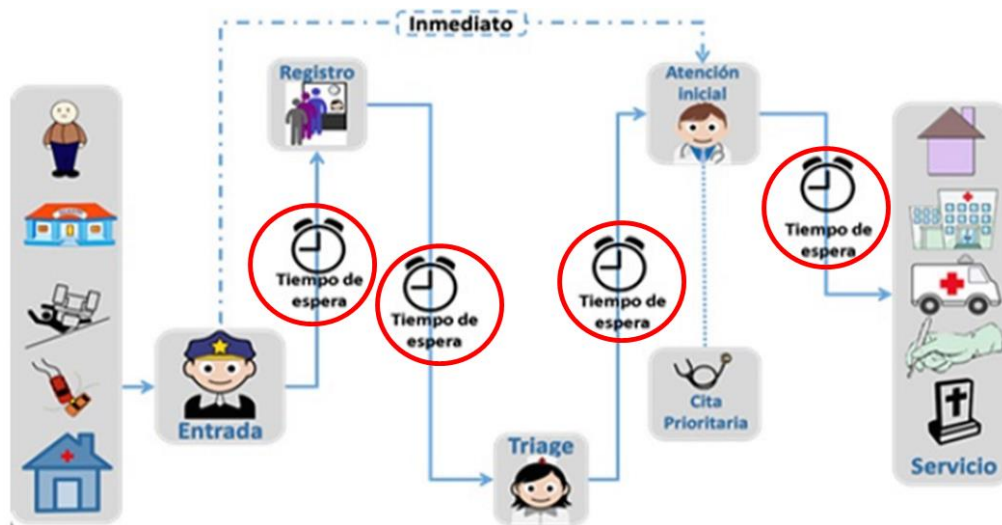 Inmediato
Registro
Atención
inicial
Tiempo de
espera
Tiempo de
espera
Tiempo de
espera
Tiempo de
espera
Entrada
Triage
Cita
Prioritaria
Servicio